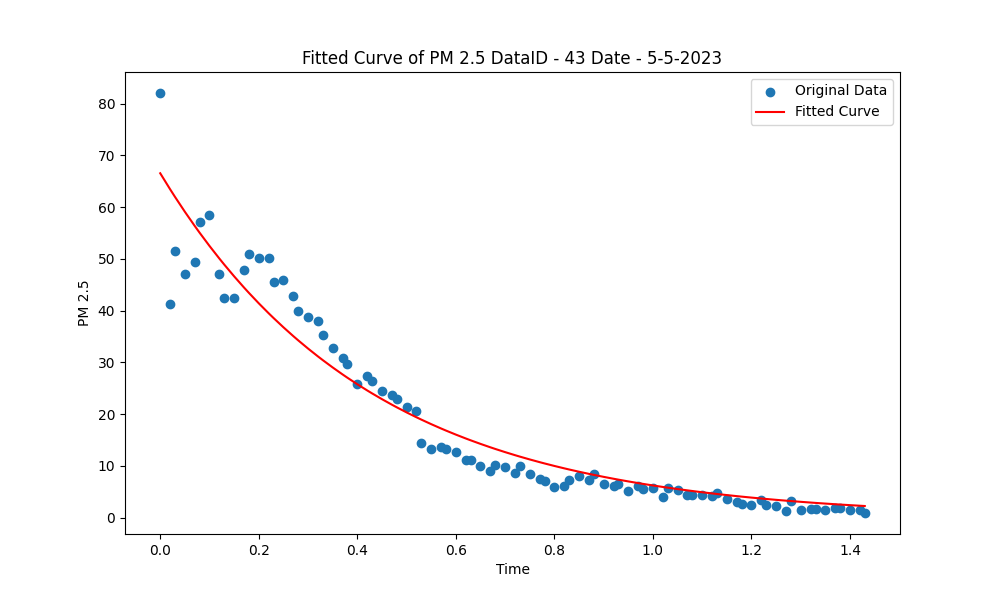 Fitted Curve of PM 2.5 DataID - 43 Date - 5-5-2023
Original Data
Fitted Curve
PM 2.5
80
70
60
50
40
30
20
10
0
0.0 0.2 0.4 0.6 0.8 1.0 1.2 1.4
Time